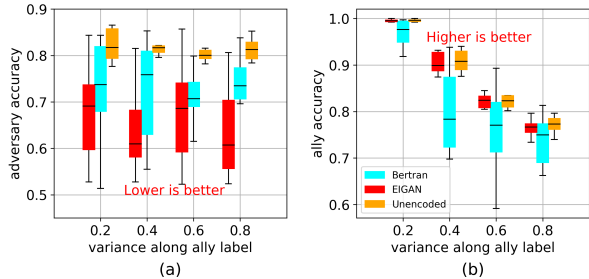 0.9
0.8
0.7
0.6
0.5
adversary accuracy
Lower is better
0.2 0.4 0.6 0.8
variance along ally label
(a)
1.0
0.9
0.8
0.7
0.6
ally accuracy
Higher is better
Bertran
EIGAN
Unencoded
0.2 0.4 0.6 0.8
variance along ally label
(b)